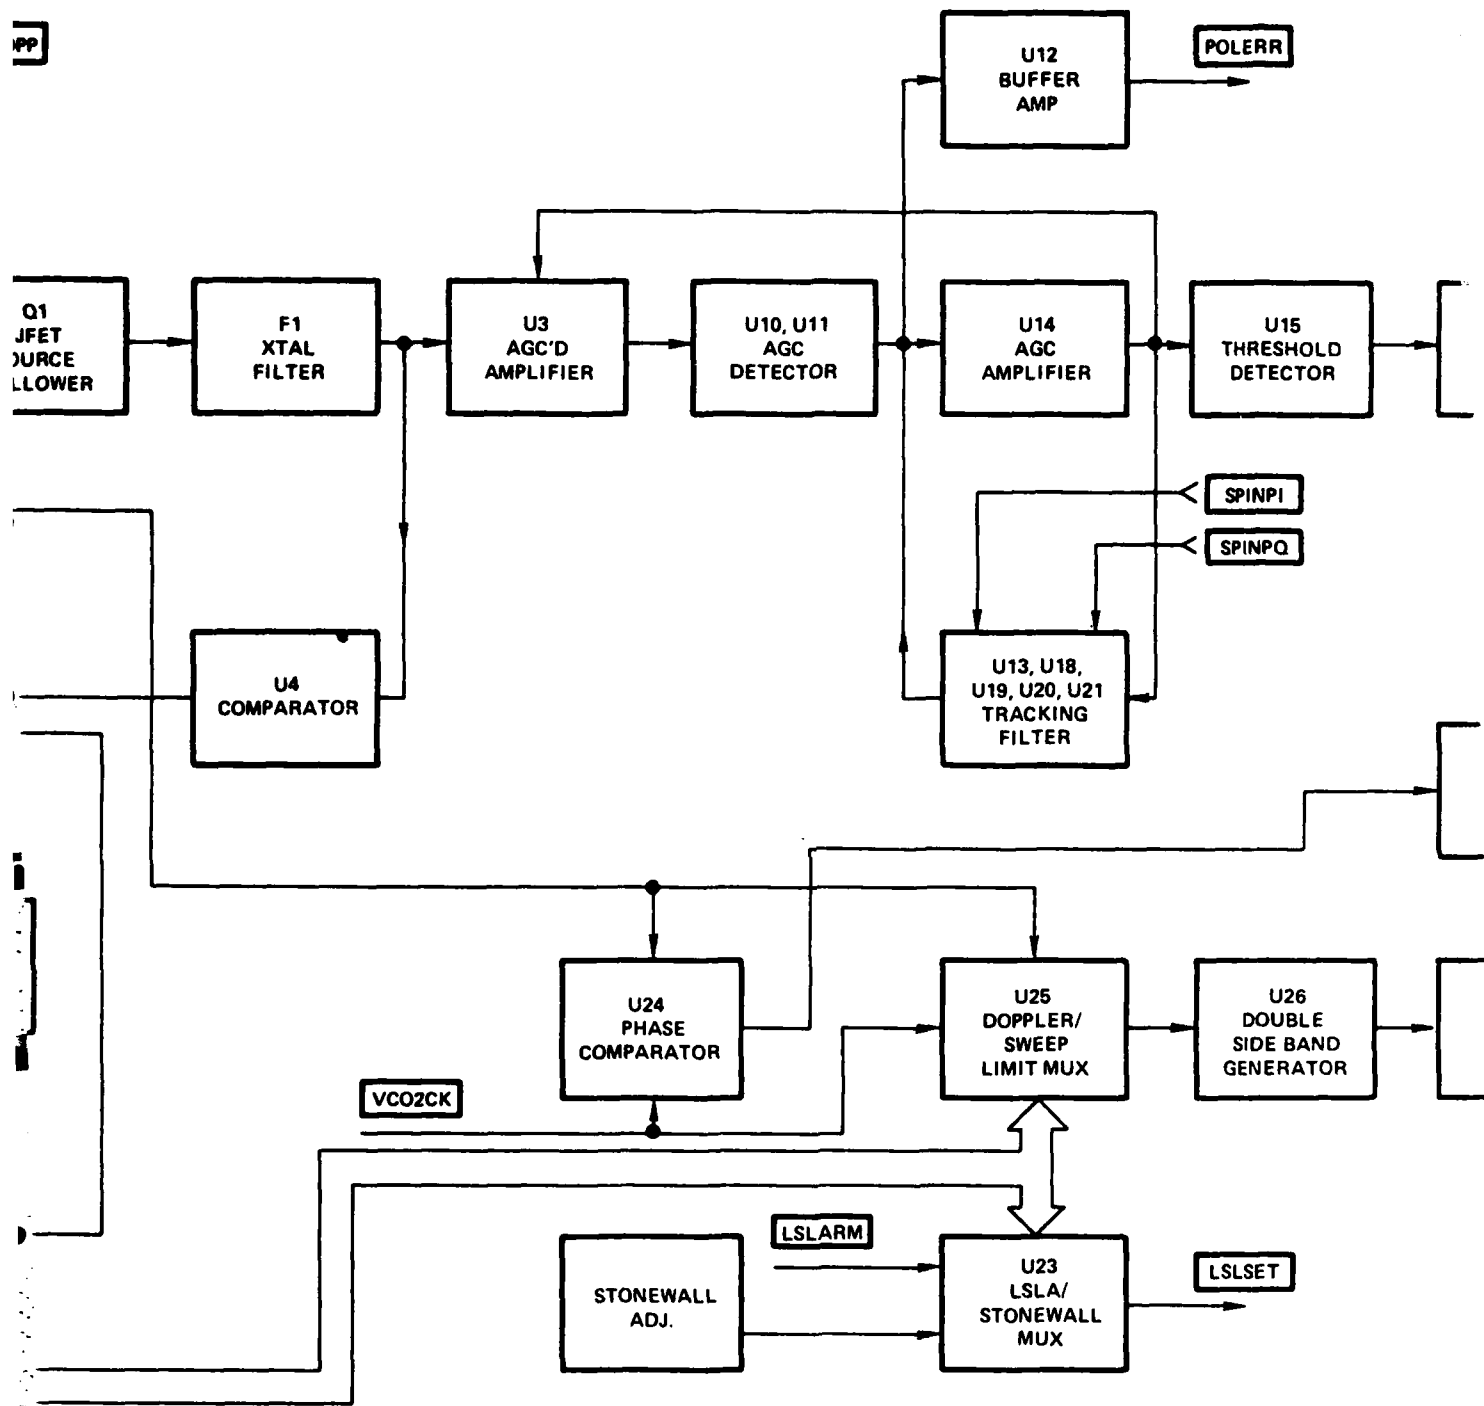 U12
BUFFER
AMP
POLERR
Q1
JFET
F1
XTAL
FILTER
U3
AGC'D
AMPLIFIER
U10, U11
AGC
DETECTOR
U14
AGC
AMPLIFIER
U15
THRESHOLD
DETECTOR
SPINPI
SPINPQ
U4
COMPARATOR
U13, U18,
U19, U20, U21
TRACKING
FILTER
U24
PHASE
COMPARATOR
U25
DOPPLER/
SWEEP
LIMIT MUX
U26
DOUBLE
SIDE BAND
GENERATOR
VCO2CK
LSLARM
STONEWALL
ADJ.
U23
LSLA/
STONEWALL
MUX
LSLSET